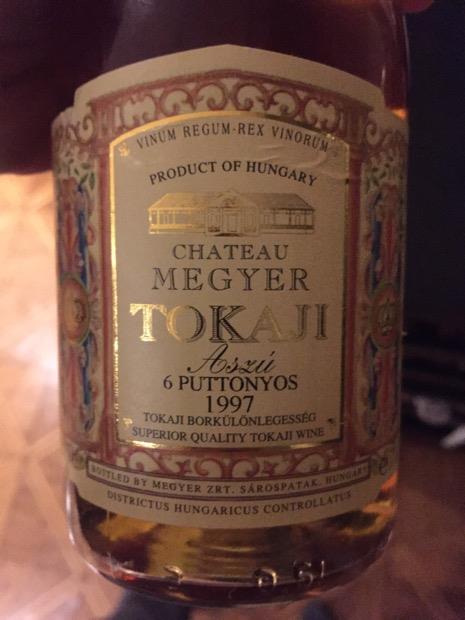 VINUM REGUM-REX VINORUM
PRODUCT OF HUNGARY
CHATEAU
MEGYER
TOKAJI
Aszú
6 PUTTONYOS
1997
TOKAJI BORKÜLÖNLEGESSÉG
SUPERIOR QUALITY TOKAJI WINE
BOTTLED BY MEGYER ZRT. SÁROSPATAK, HUNGARY
DISTRICTUS HUNGARICUS CONTROLLATUS